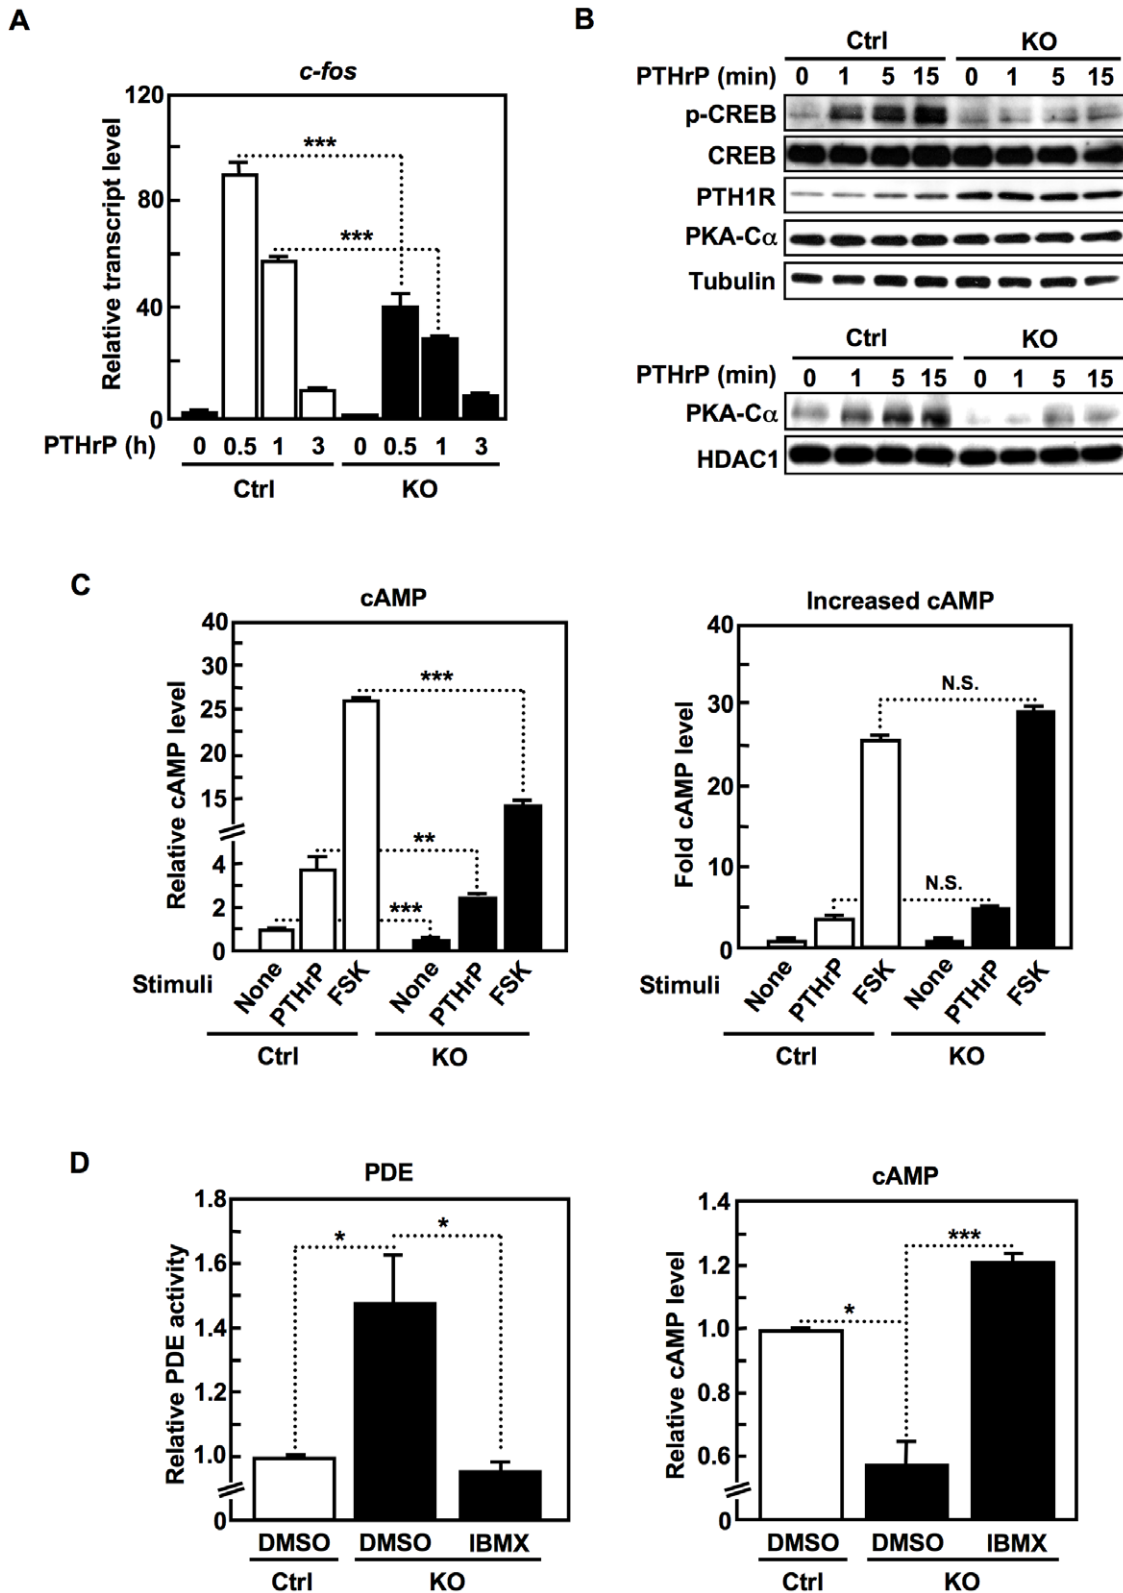 A
c-fos
Relative transcript level
120
80
40
0
***
***
PTHrP (h) 0 0.5 1 3 0 0.5 1 3
Ctrl KO
B
Ctrl KO
PTHrP (min) 0 1 5 15 0 1 5 15
p-CREB
CREB
PTH1R
PKA-Cα
Tubulin
Ctrl KO
PTHrP (min) 0 1 5 15 0 1 5 15
PKA-Cα
HDAC1
C
cAMP
Relative cAMP level
40
30
25
20
15
4
2
0
***
**
***
Stimuli None PTHrP FSK None PTHrP FSK
Ctrl KO
Increased cAMP
Fold cAMP level
40
30
20
10
0
N.S.
N.S.
Stimuli None PTHrP FSK None PTHrP FSK
Ctrl KO
D
PDE
Relative PDE activity
1.8
1.6
1.4
1.2
1.0
0
* *
DMSO DMSO IBMX
Ctrl KO
cAMP
Relative cAMP level
1.4
1.2
1.0
0.8
0.6
0
***
*
DMSO DMSO IBMX
Ctrl KO